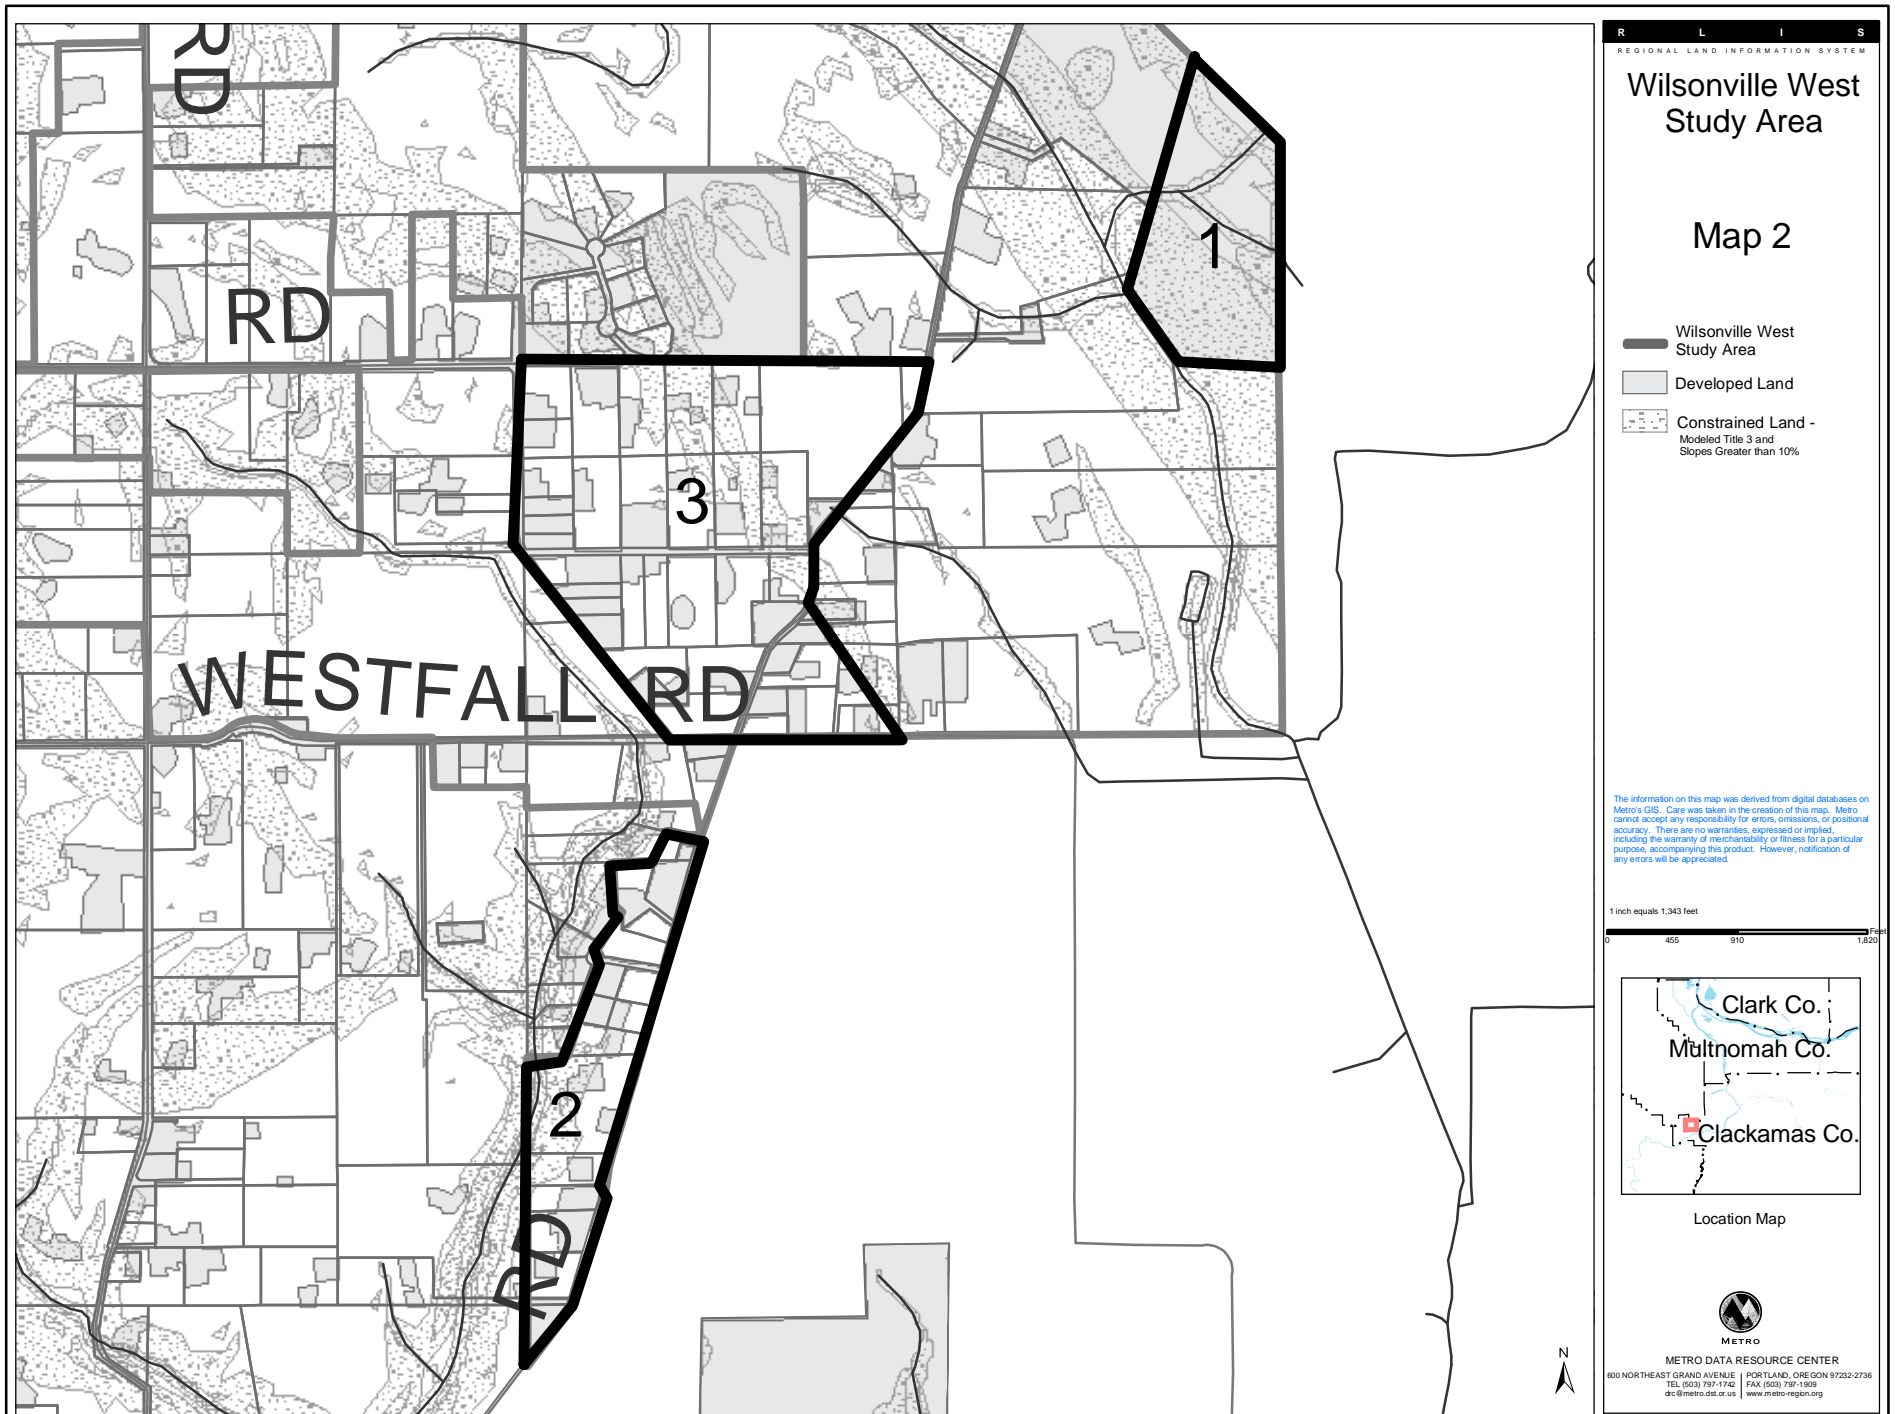 RD
RD
WESTFALL RD
RD
1
3
2
R L I S
REGIONAL LAND INFORMATION SYSTEM
Wilsonville West
Study Area
Map 2
Wilsonville West
Study Area
Developed Land
Constrained Land -
Modeled Title 3 and
Slopes Greater than 10%
The information on this map was derived from digital databases on
Metro's GIS. Care was taken in the creation of this map. Metro
cannot accept any responsibility for errors, omissions, or positional
accuracy. There are no warranties, expressed or implied,
including the warranty of merchantability or fitness for a particular
purpose, accompanying this product. However, notification of
any errors will be appreciated.
1 inch equals 1,343 feet
Feet
0 455 910 1,820
Clark Co.
Multnomah Co.
Clackamas Co.
Location Map
N
METRO
METRO DATA RESOURCE CENTER
600 NORTHEAST GRAND AVENUE | PORTLAND, OREGON 97232-2736
TEL (503) 797-1742 | FAX (503) 797-1909
drc@metro.dst.or.us | www.metro-region.org